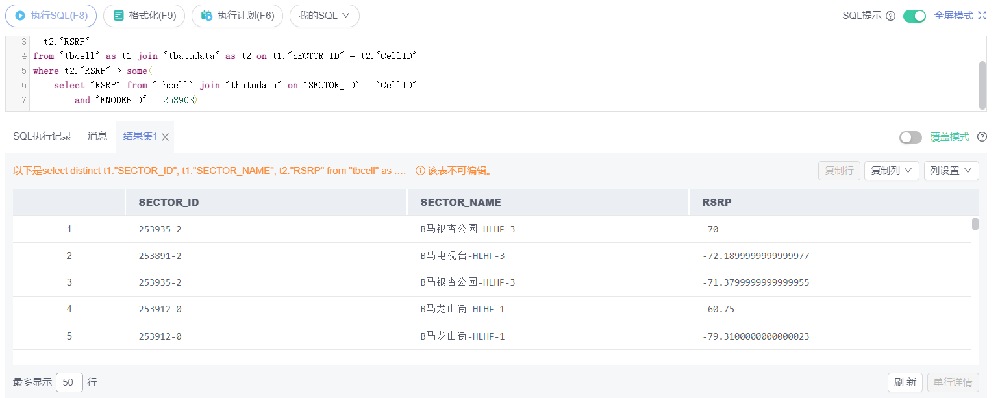 执行SQL(F8) 格式化(F9) 执行计划(F6) 我的SQL SQL提示 全屏模式
3 t2."RSRP"
4 from "tbcell" as t1 join "tbatudata" as t2 on t1."SECTOR_ID" = t2."CellID"
5 where t2."RSRP" > some(
6 select "RSRP" from "tbcell" join "tbatudata" on "SECTOR_ID" = "CellID"
7 and "ENODEBID" = 253903)
SQL执行记录 消息 结果集1 覆盖模式
以下是select distinct t1."SECTOR_ID", t1."SECTOR_NAME", t2."RSRP" from "tbcell" as .... 该表不可编辑。 复制行 复制列 列设置
SECTOR_ID SECTOR_NAME RSRP
1 253935-2 B马银杏公园-HLHF-3 -70
2 253891-2 B马电视台-HLHF-3 -72.1899999999999977
3 253935-2 B马银杏公园-HLHF-3 -71.3799999999999955
4 253912-0 B马龙山街-HLHF-1 -60.75
5 253912-0 B马龙山街-HLHF-1 -79.3100000000000023
最多显示 50 行 刷 新 单行详情